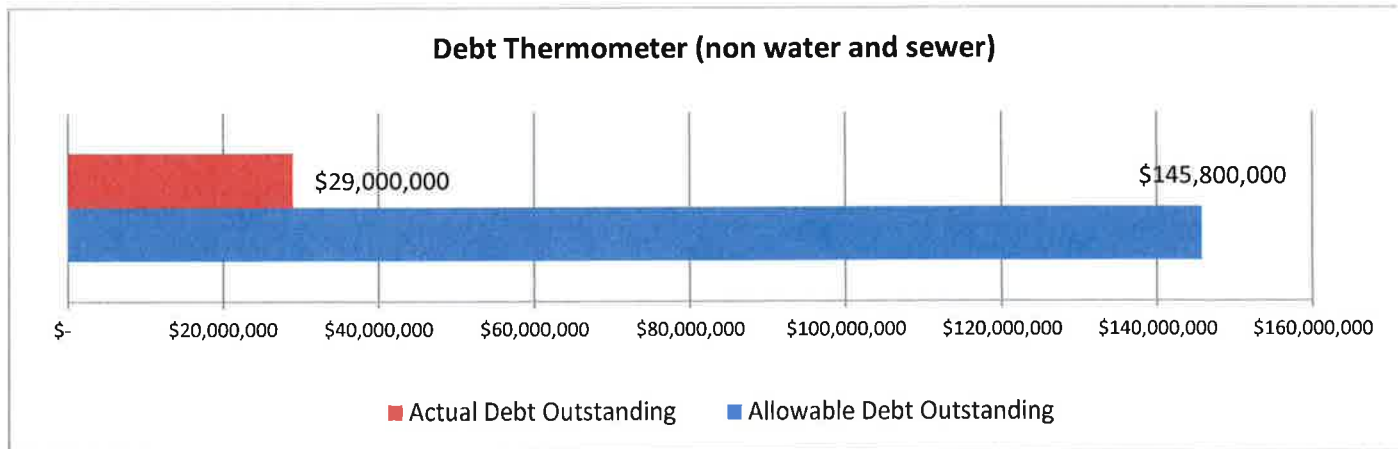 Debt Thermometer (non water and sewer)
$29,000,000
$145,800,000
$- $20,000,000 $40,000,000 $60,000,000 $80,000,000 $100,000,000 $120,000,000 $140,000,000 $160,000,000
Actual Debt Outstanding Allowable Debt Outstanding